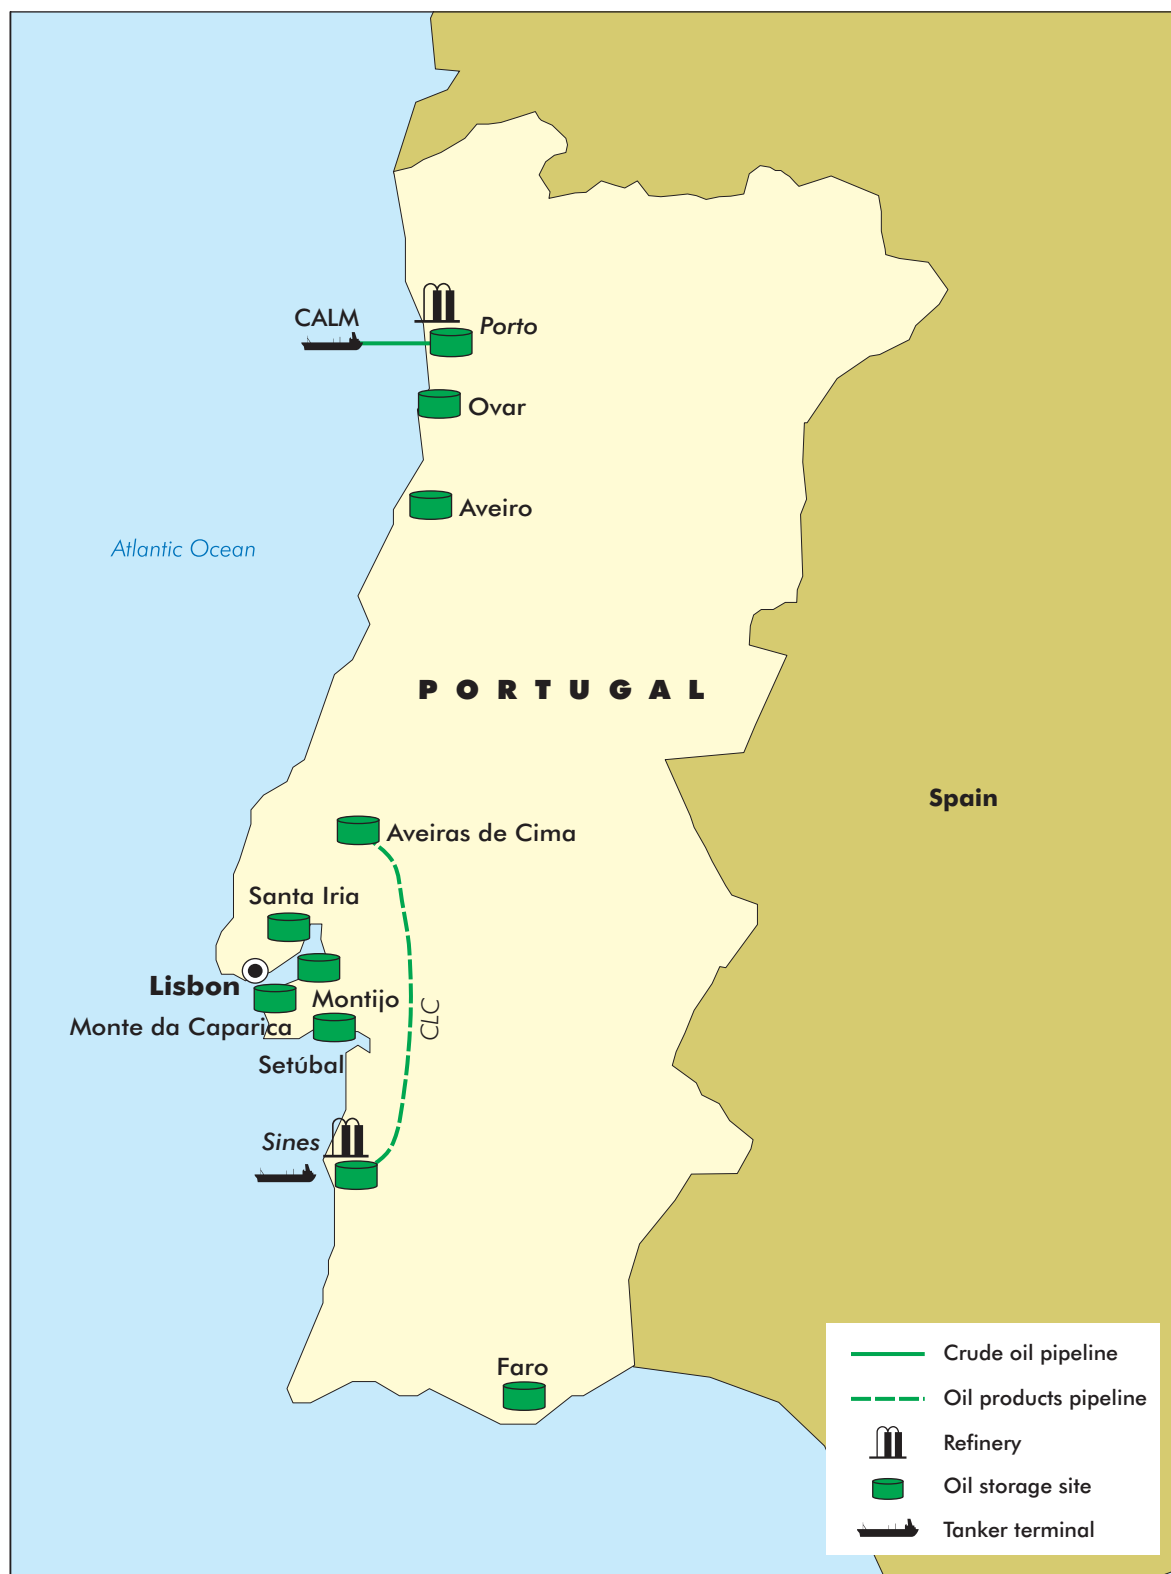 CALM
Porto
Ovar
Aveiro
Atlantic Ocean
PORTUGAL
Spain
Aveiras de Cima
Santa Iria
Lisbon
Montijo
CLC
Monte da Caparica
Setúbal
Sines
Faro
Crude oil pipeline
Oil products pipeline
Refinery
Oil storage site
Tanker terminal